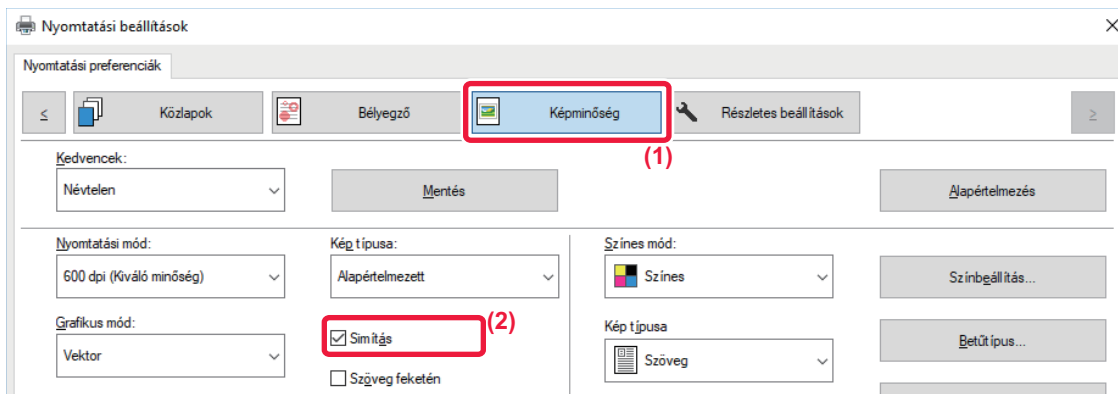 Nyomtatási beállítások
Nyomtatási preferenciák
< Közlapok Bélyegző Képminőség Részletes beállítások >
(1)
Kedvencek:
Névtelen Mentés Alapértelmezés
Nyomtatási mód: Kép típusa: Színes mód:
600 dpi (Kiváló minőség) Alapértelmezett Színes Színbeállítás...
Grafikus mód: (2) Kép típusa
Vektor Simítás Szöveg Betűtípus...
Szöveg feketén